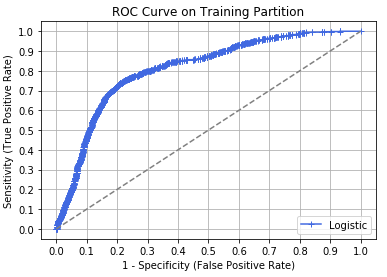 ROC Curve on Training Partition
Sensitivity (True Positive Rate)
1.0
0.9
0.8
0.7
0.6
0.5
0.4
0.3
0.2
0.1
0.0
Logistic
0.0 0.1 0.2 0.3 0.4 0.5 0.6 0.7 0.8 0.9 1.0
1 - Specificity (False Positive Rate)